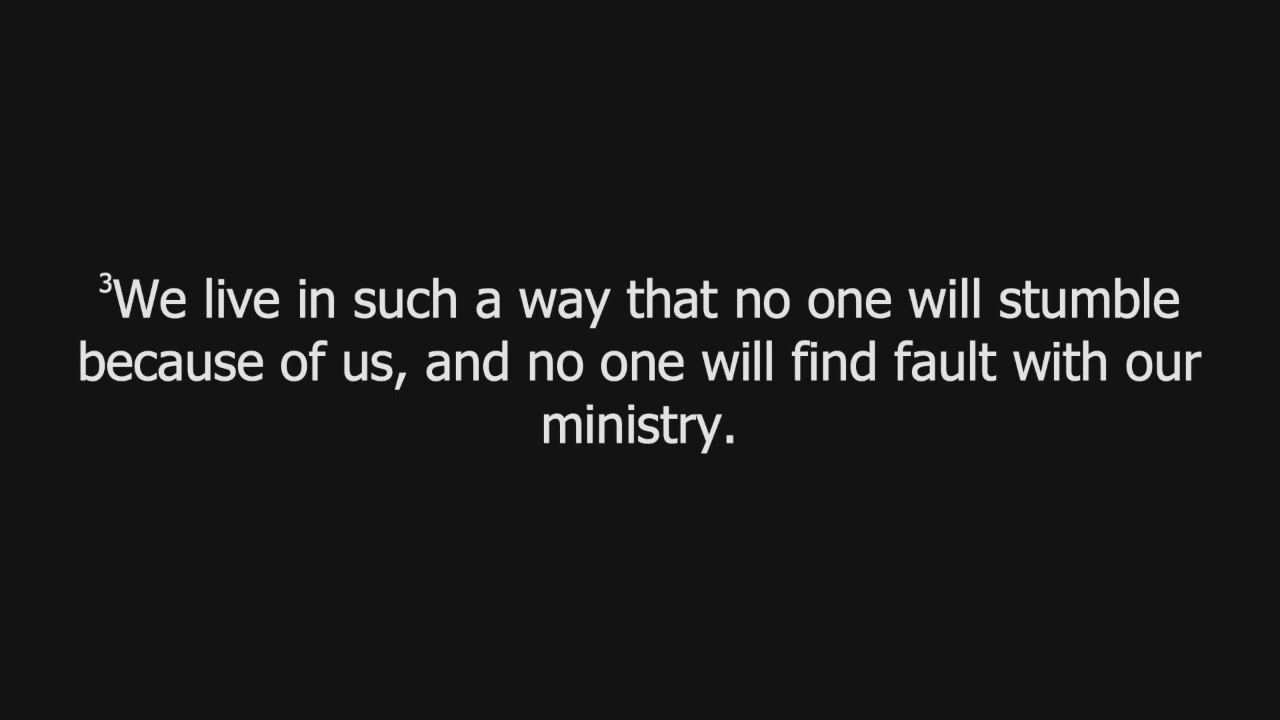 ³We live in such a way that no one will stumble
because of us, and no one will find fault with our
ministry.